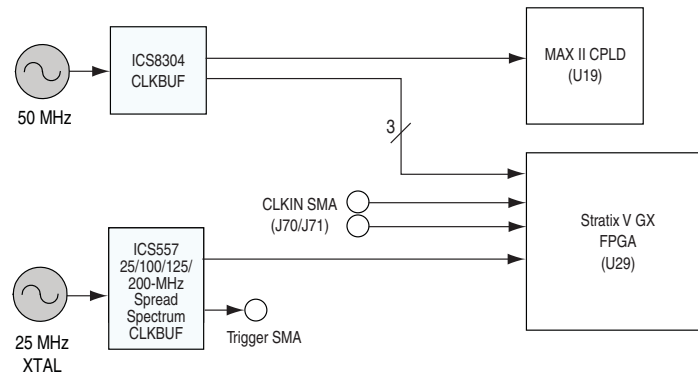 ICS8304
CLKBUF
50 MHz
MAX II CPLD
(U19)
3
CLKIN SMA
(J70/J71)
Stratix V GX
FPGA
(U29)
ICS557
25/100/125/
200-MHz
Spread
Spectrum
CLKBUF
Trigger SMA
25 MHz
XTAL